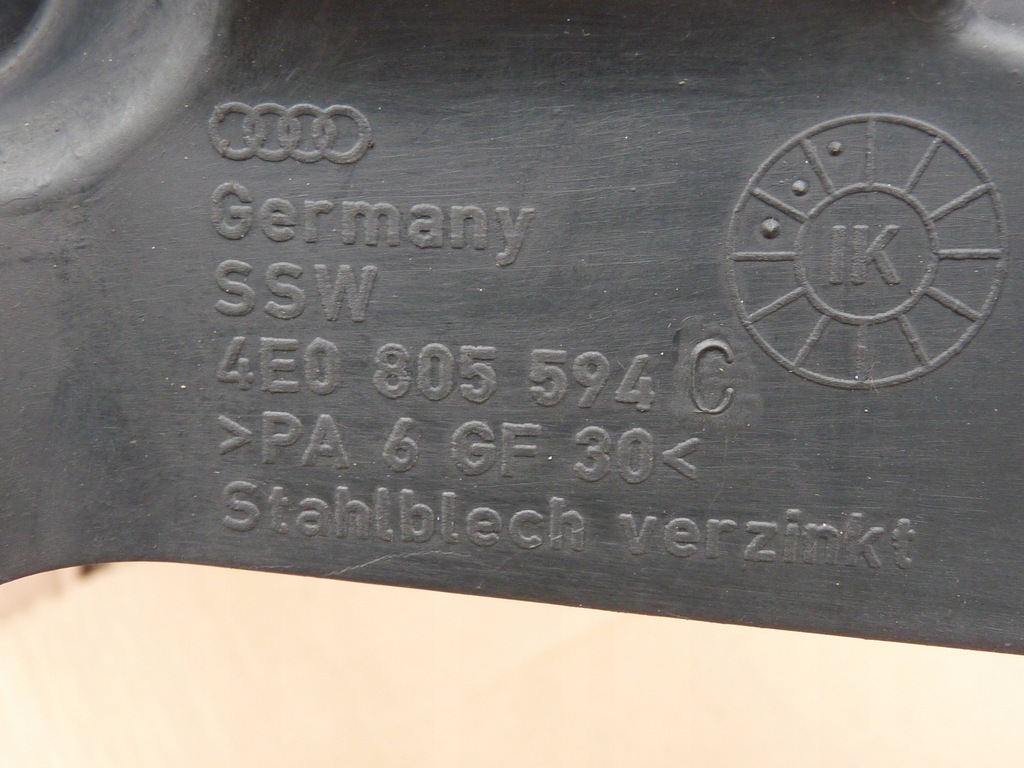 Germany
SSW
4E0 805 594 C
>PA 6 GF 30<
Stahlblech verzinkt
IK